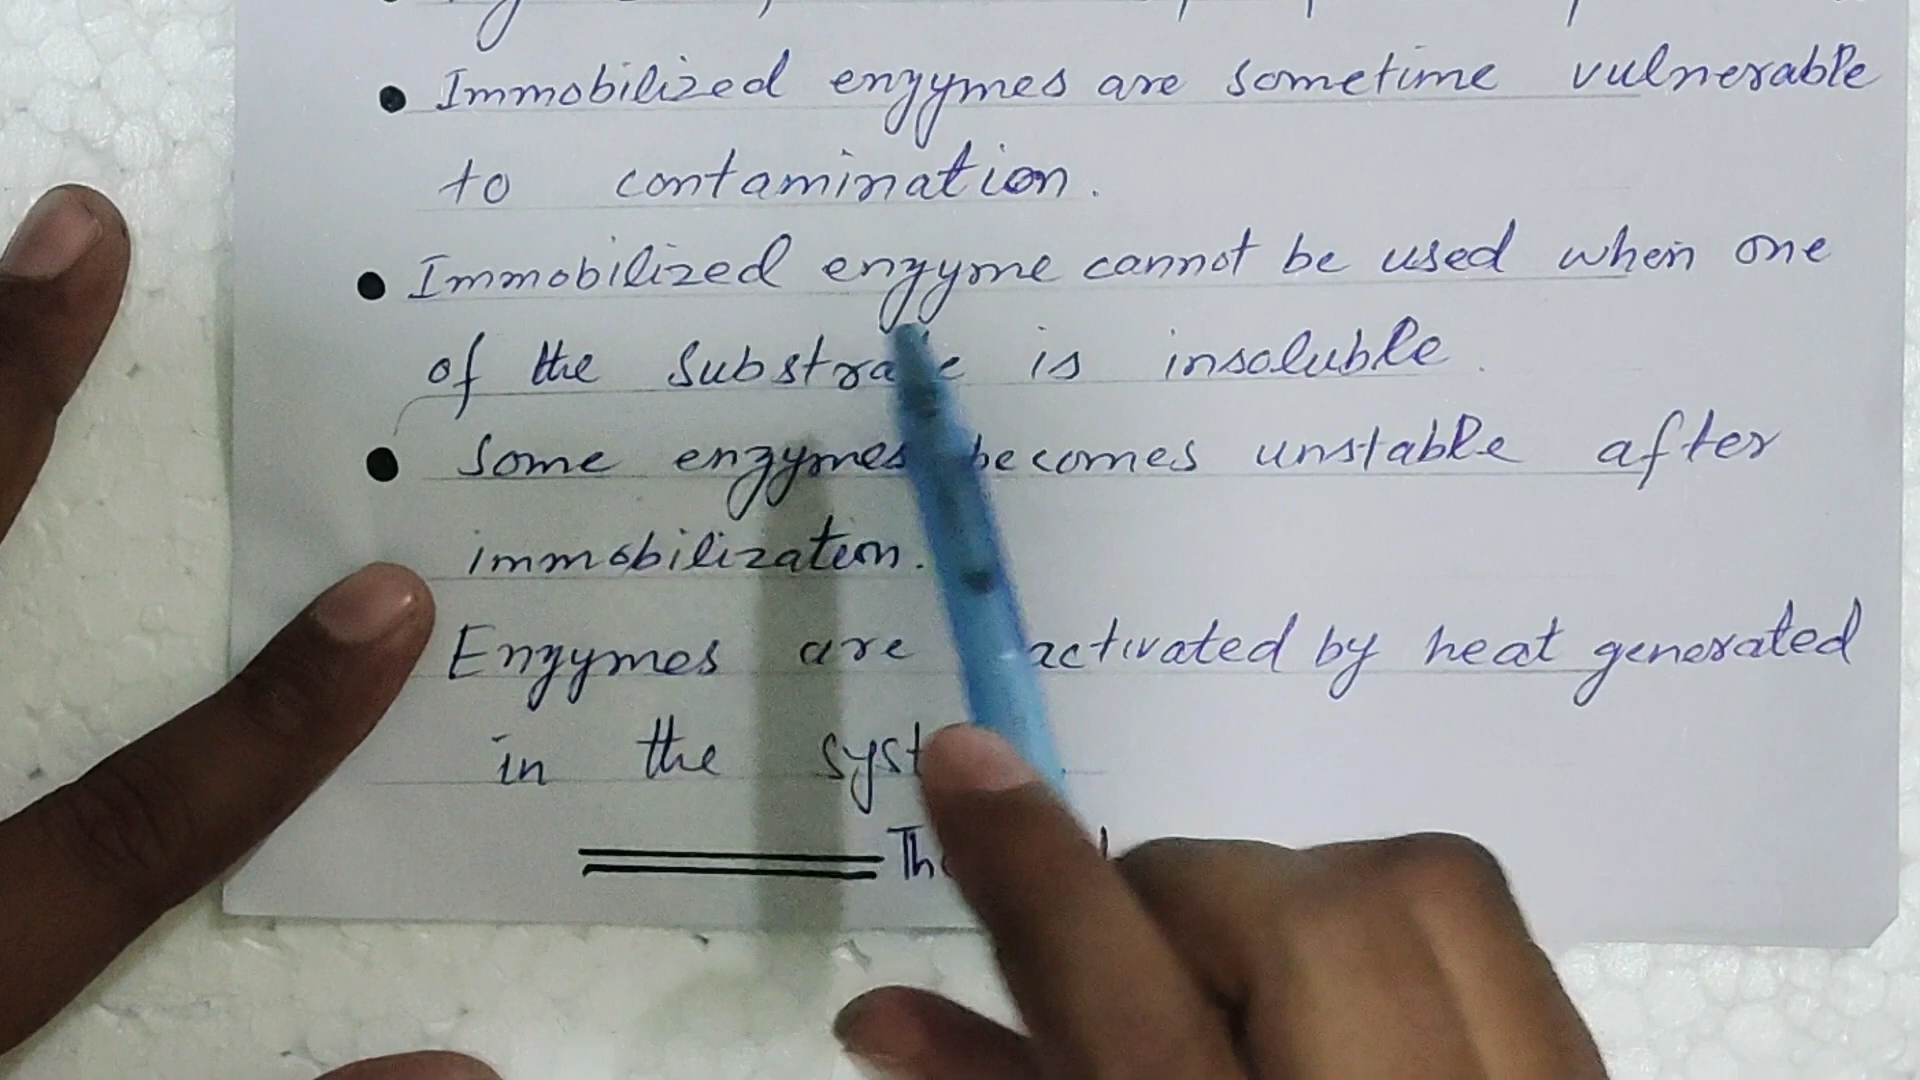 Immobilized enzymes are sometime vulnerable
to contamination.
Immobilized enzyme cannot be used when one
of the Substrate is insoluble.
Some enzymes becomes unstable after
immobilization.
Enzymes are activated by heat generated
in the